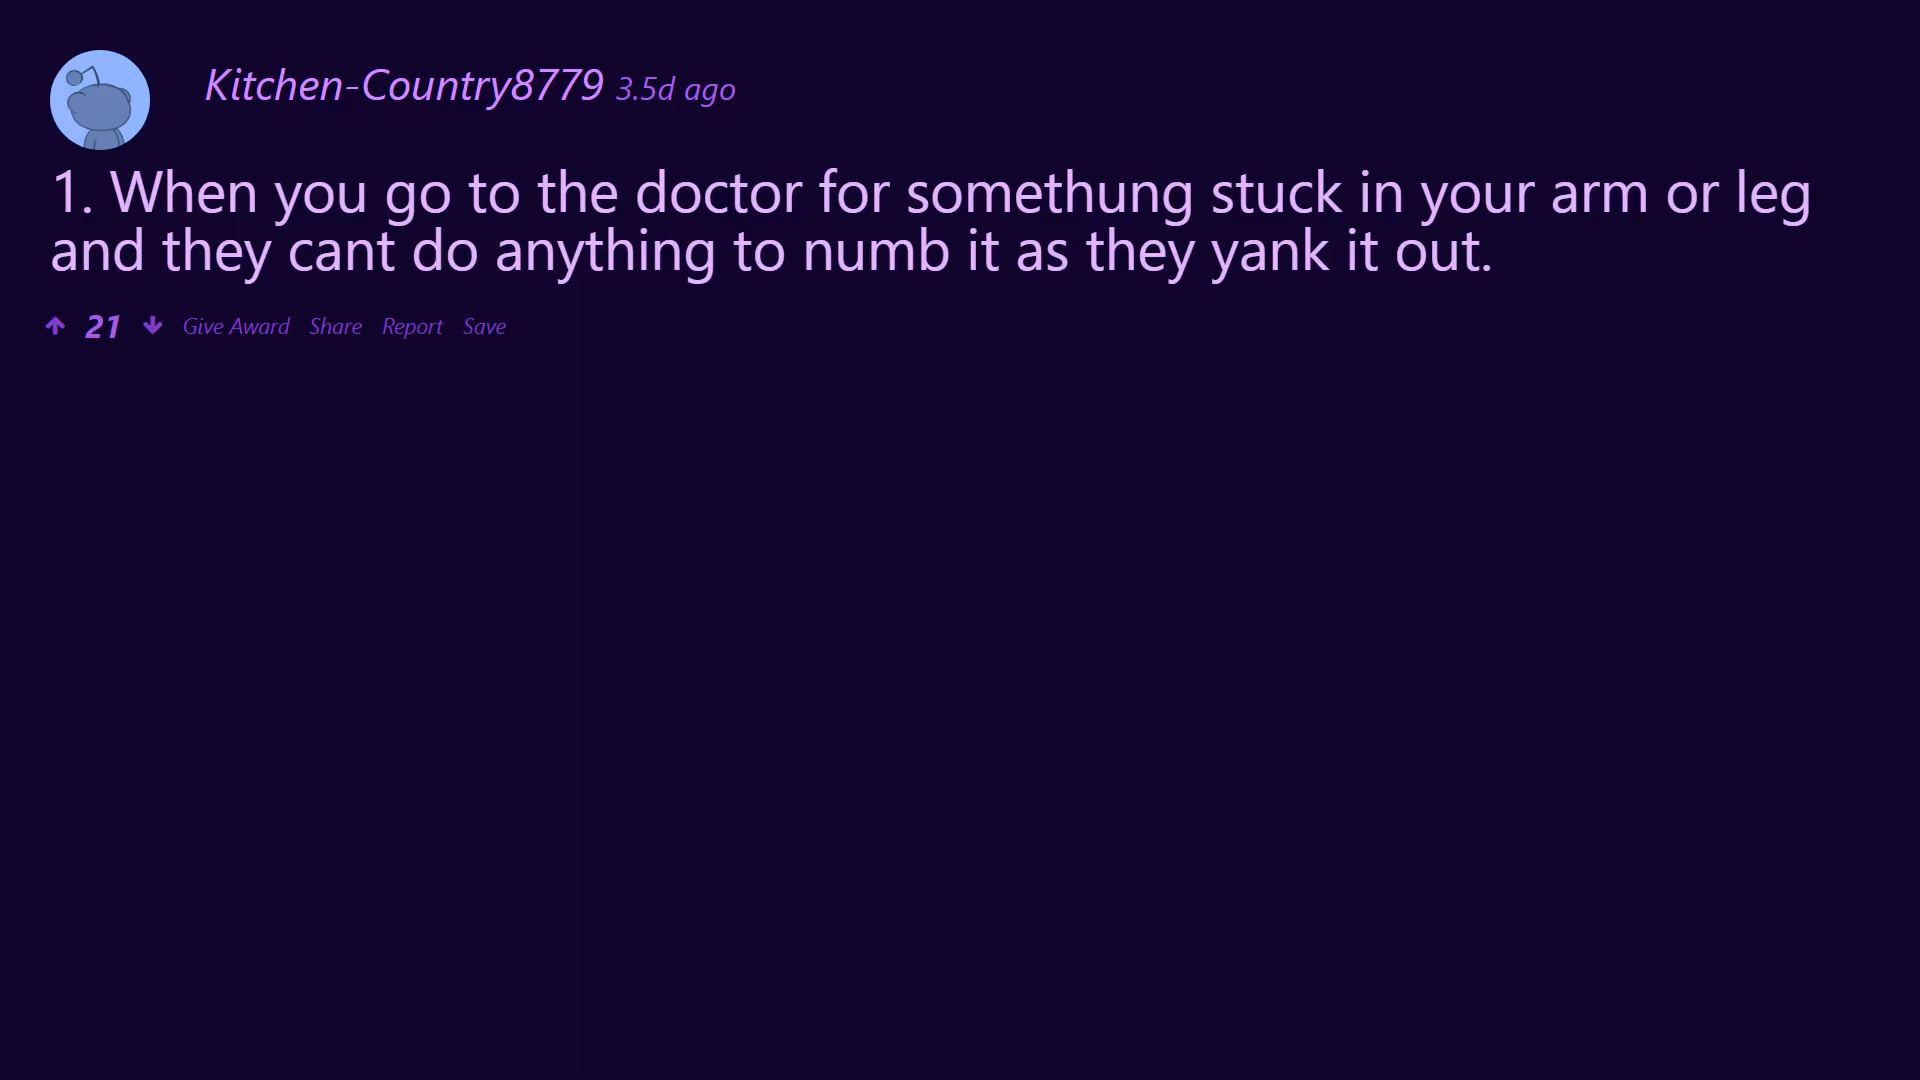 Kitchen-Country8779 3.5d ago
1. When you go to the doctor for somethung stuck in your arm or leg
and they cant do anything to numb it as they yank it out.
21 Give Award Share Report Save